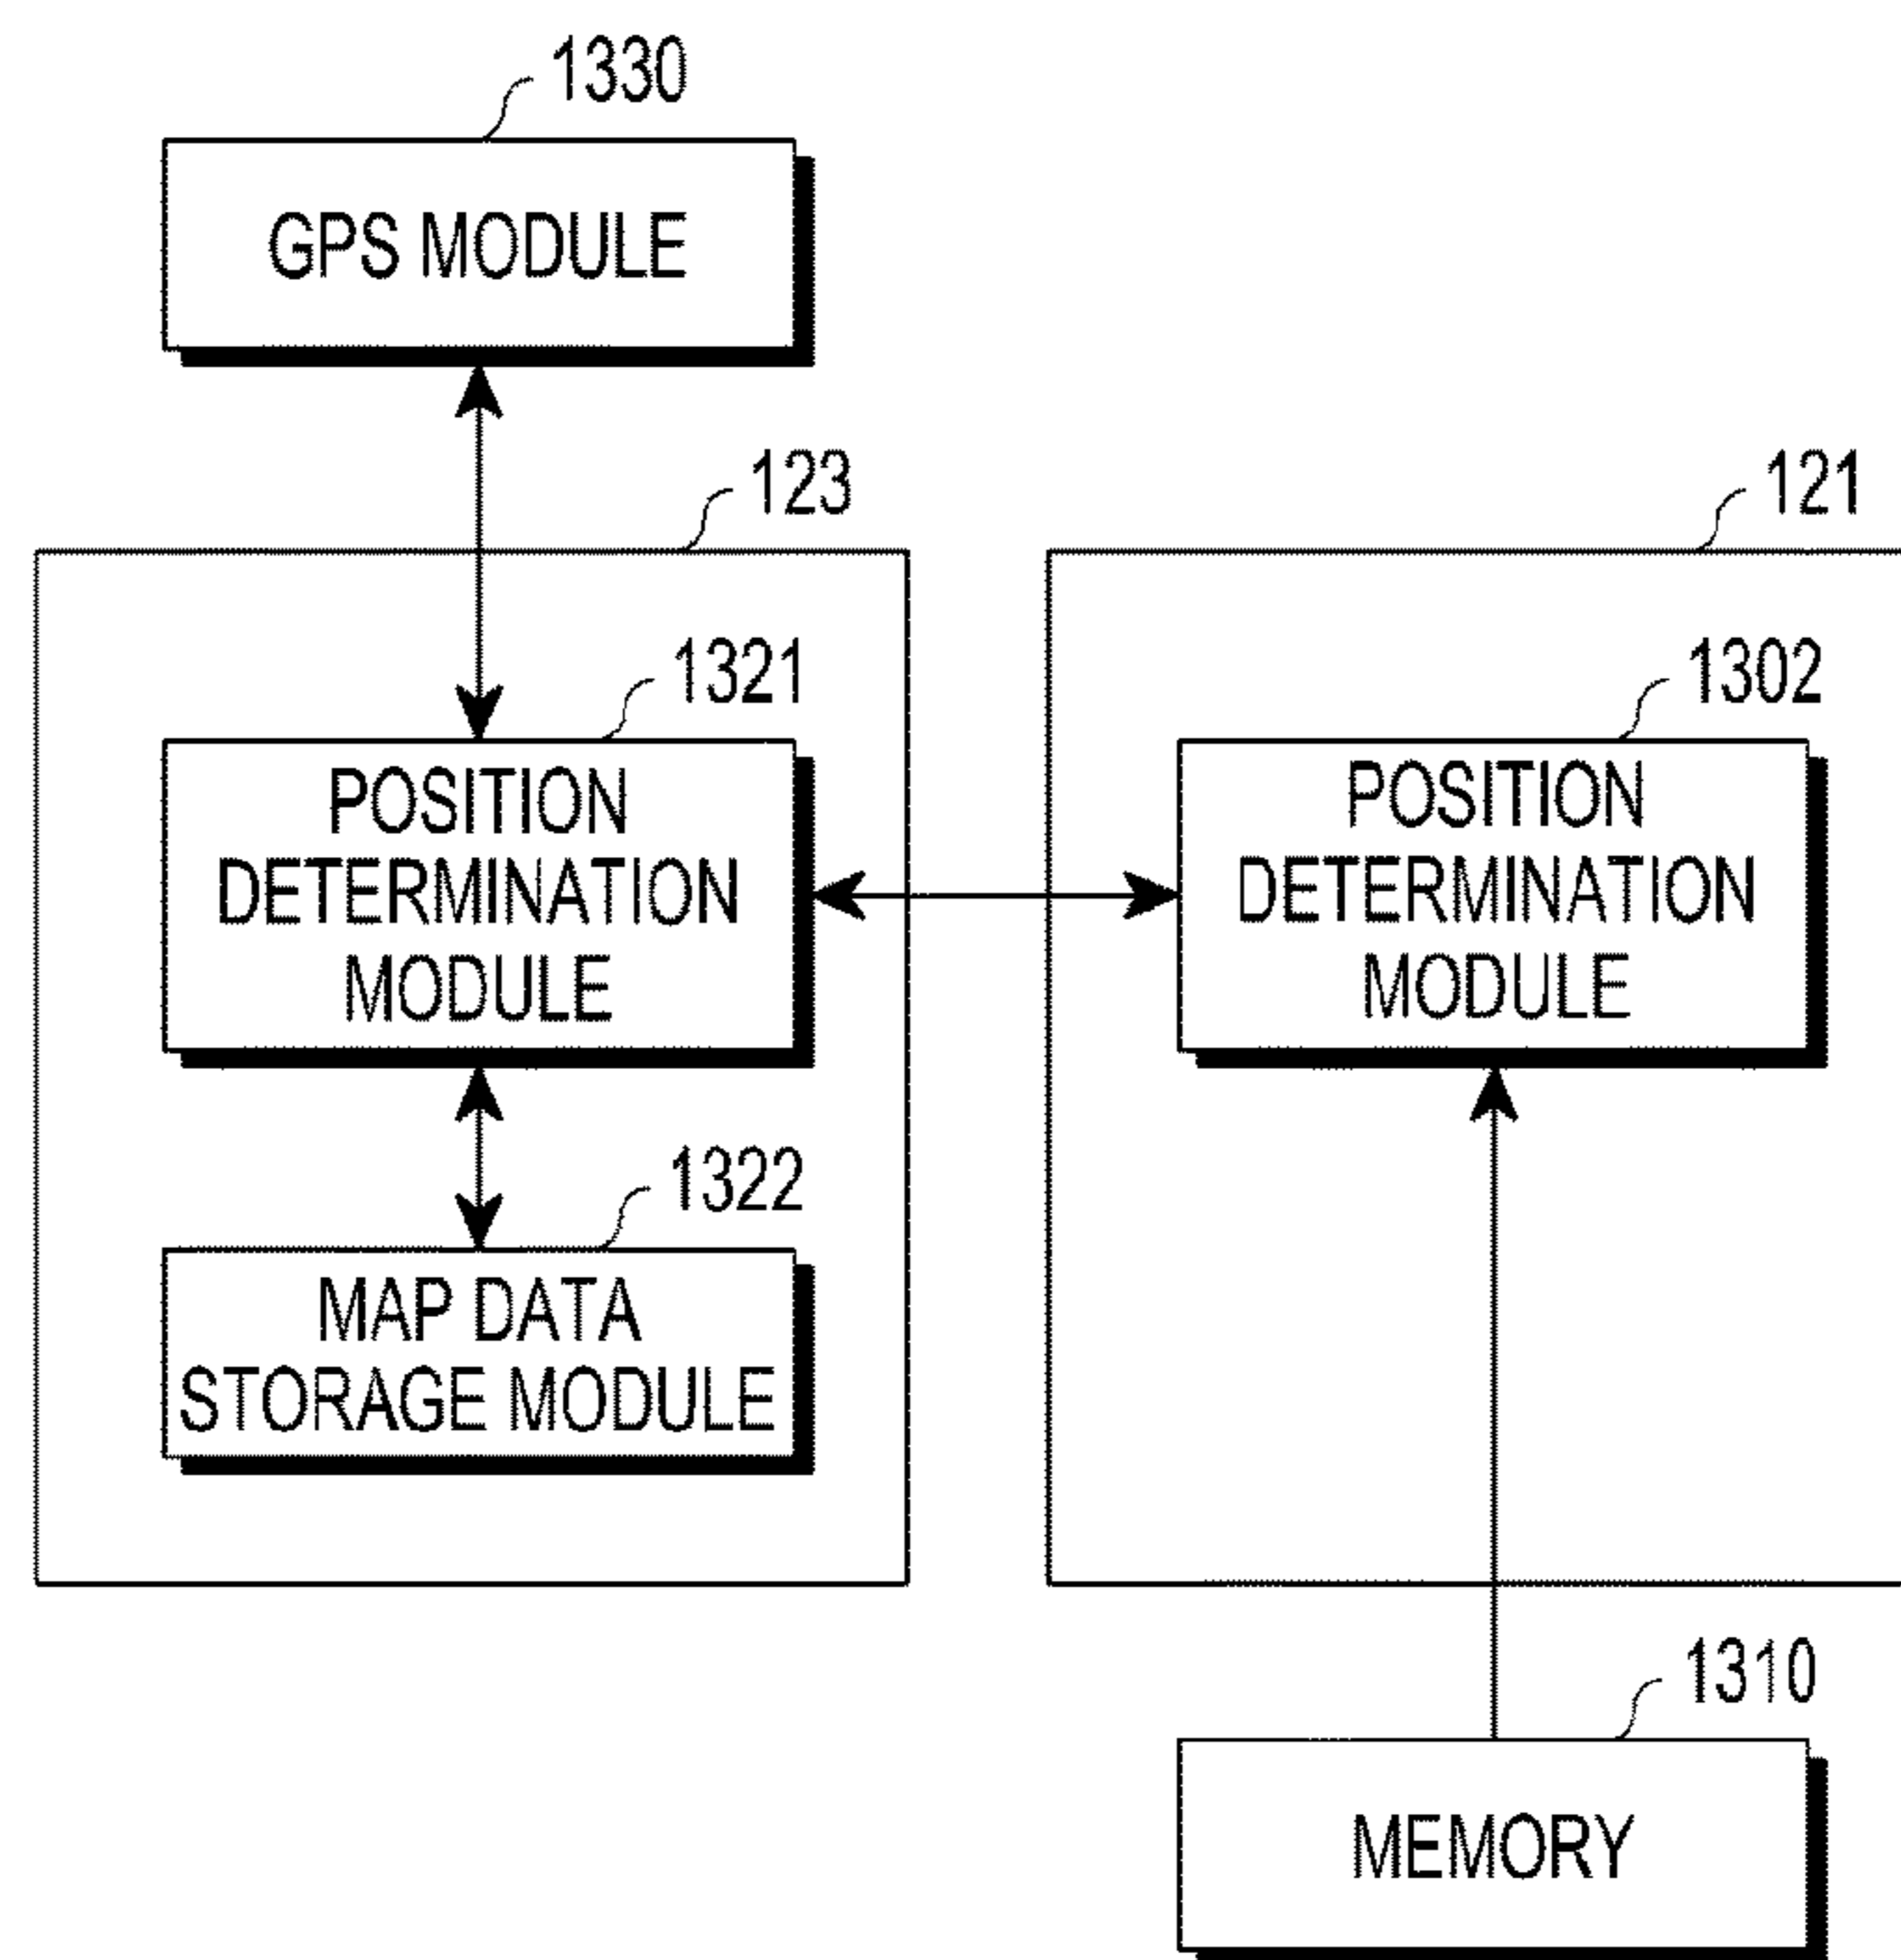 1330
GPS MODULE
123
121
1321
1302
POSITION
DETERMINATION
MODULE
POSITION
DETERMINATION
MODULE
1322
MAP DATA
STORAGE MODULE
1310
MEMORY